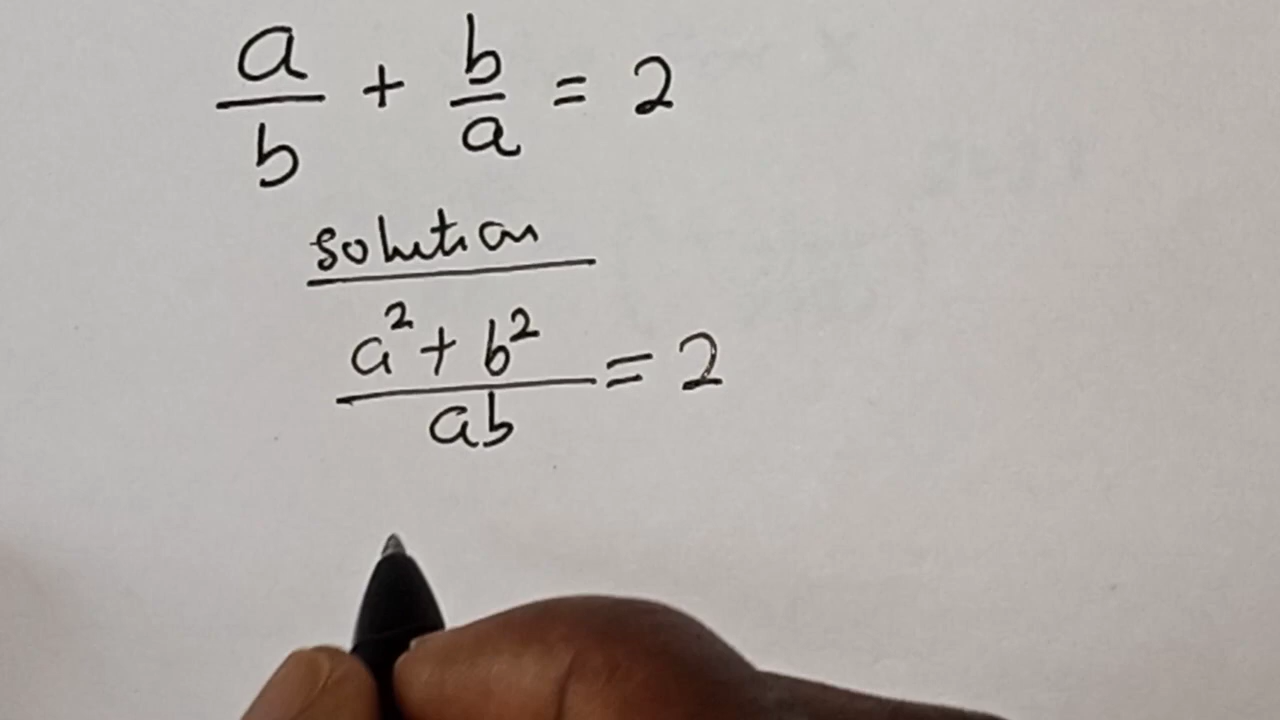 a/b + b/a = 2
solution
a² + b²/ab = 2